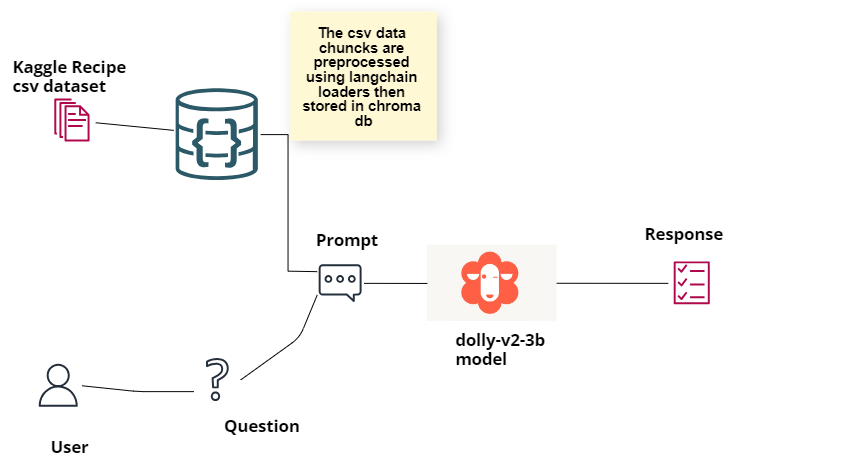 The csv data
chuncks are
preprocessed
using langchain
loaders then
stored in chroma
db
Kaggle Recipe
csv dataset
{}
Prompt
Response
dolly-v2-3b
model
?
Question
User